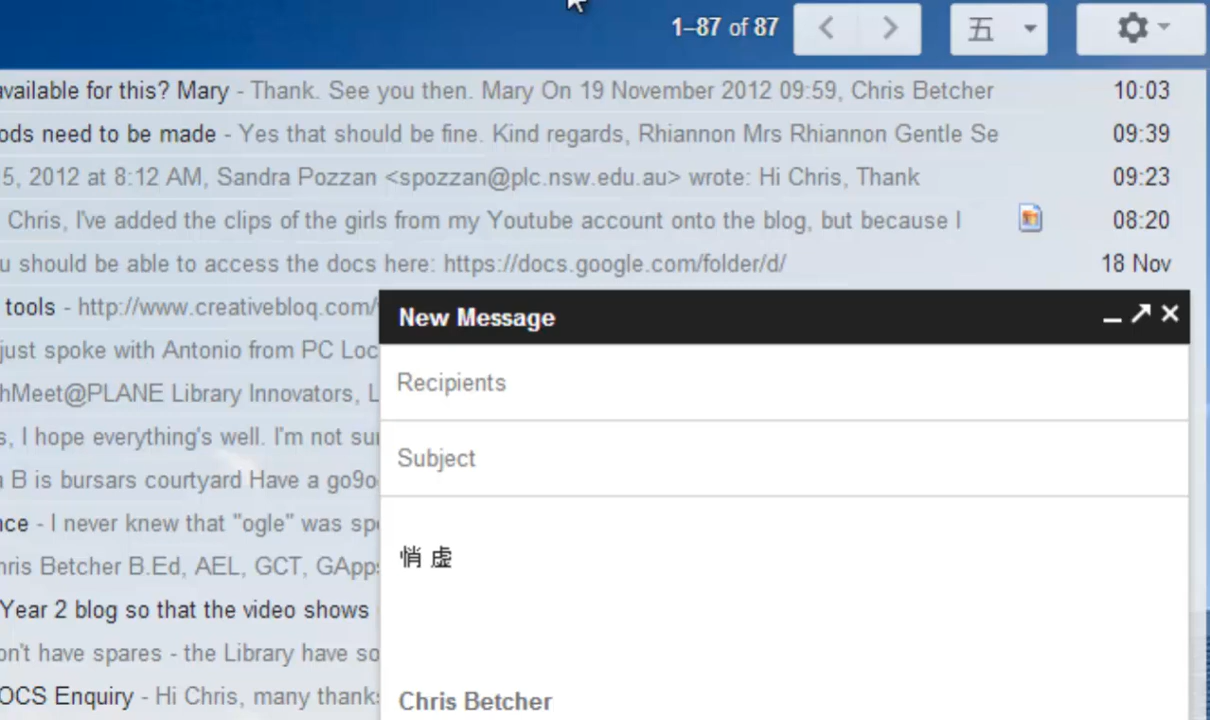 1–87 of 87 五
available for this? Mary - Thank. See you then. Mary On 19 November 2012 09:59, Chris Betcher 10:03
ods need to be made - Yes that should be fine. Kind regards, Rhiannon Mrs Rhiannon Gentle Se 09:39
5, 2012 at 8:12 AM, Sandra Pozzan <spozzan@plc.nsw.edu.au> wrote: Hi Chris, Thank 09:23
Chris, I've added the clips of the girls from my Youtube account onto the blog, but because I 08:20
u should be able to access the docs here: https://docs.google.com/folder/d/ 18 Nov
tools - http://www.creativebloq.com/
just spoke with Antonio from PC Loc
hMeet@PLANE Library Innovators, L
s, I hope everything's well. I'm not sur
n B is bursars courtyard Have a go9o
nce - I never knew that "ogle" was spe
hris Betcher B.Ed, AEL, GCT, GApps
Year 2 blog so that the video shows
on't have spares - the Library have so
OCS Enquiry - Hi Chris, many thanks
New Message
Recipients
Subject
悄 虚
Chris Betcher